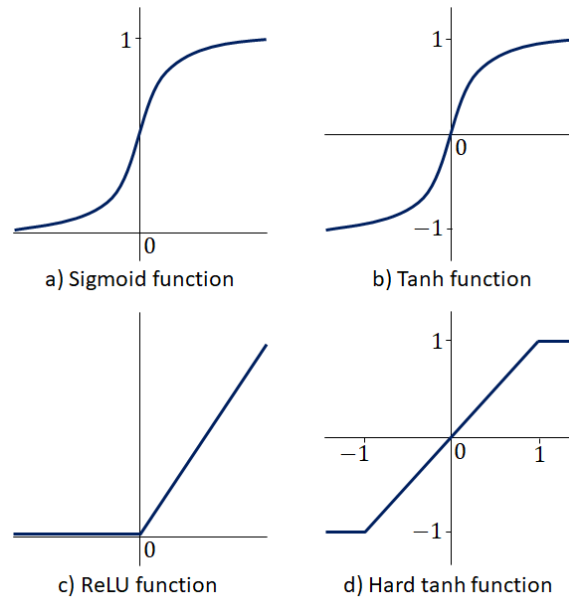 1
0
a) Sigmoid function
1
0
−1
b) Tanh function
0
c) ReLU function
1
−1
0
1
−1
d) Hard tanh function